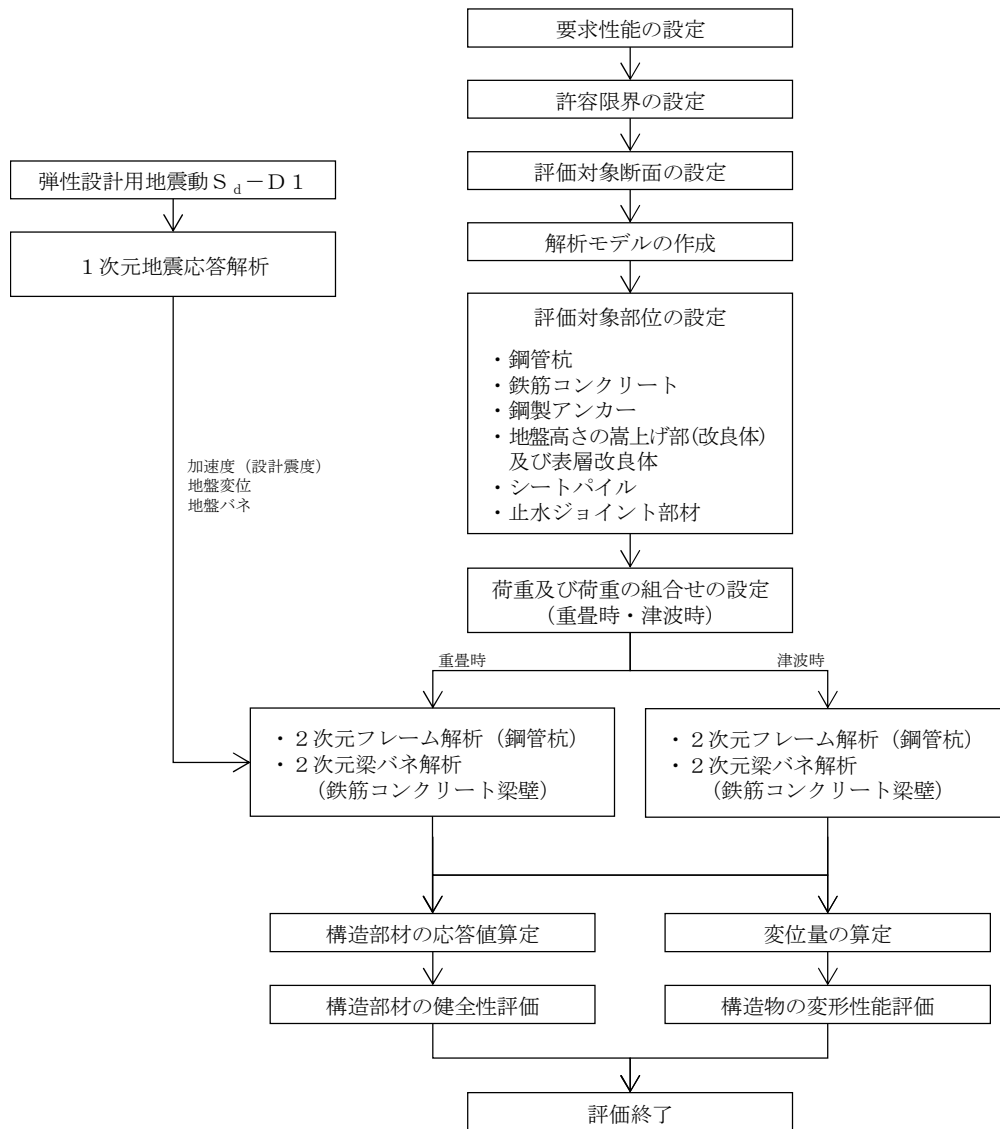 要求性能の設定
許容限界の設定
評価対象断面の設定
弾性設計用地震動Ｓｄ－Ｄ１
解析モデルの作成
１次元地震応答解析
評価対象部位の設定
・鋼管杭
・鉄筋コンクリート
・鋼製アンカー
・地盤高さの嵩上げ部(改良体)
及び表層改良体
・シートパイル
・止水ジョイント部材
加速度（設計震度）
地盤変位
地盤バネ
荷重及び荷重の組合せの設定
（重畳時・津波時）
重畳時
津波時
・２次元フレーム解析（鋼管杭）
・２次元梁バネ解析
（鉄筋コンクリート梁壁）
・２次元フレーム解析（鋼管杭）
・２次元梁バネ解析
（鉄筋コンクリート梁壁）
構造部材の応答値算定
変位量の算定
構造部材の健全性評価
構造物の変形性能評価
評価終了